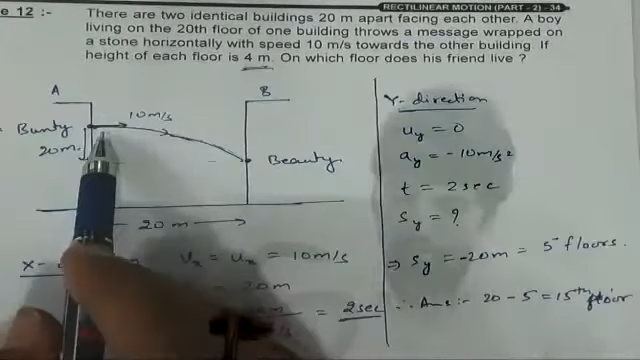 RECTILINEAR MOTION (PART - 2) - 34
e 12 :- There are two identical buildings 20 m apart facing each other. A boy
living on the 20th floor of one building throws a message wrapped on
a stone horizontally with speed 10 m/s towards the other building. If
height of each floor is 4 m. On which floor does his friend live ?
A B
10m/s
Bunty
20m.
Beauty.
20 m
X-
Ux = Ux = 10m/s
20m
= 2sec
Y-direction
Uy = 0
ay = -10m/s²
t = 2sec
Sy = ?
⇒ Sy = -20m = 5 floors.
∴ Ans :- 20 - 5 = 15th floor